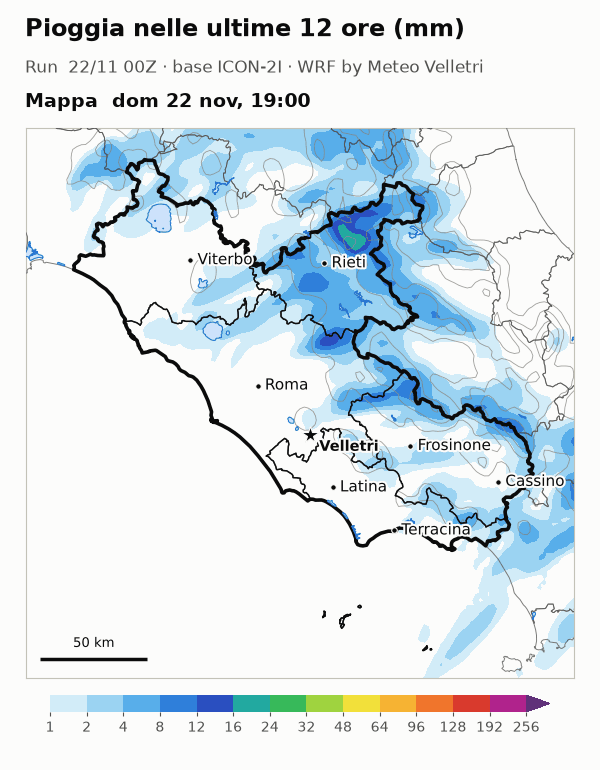 Pioggia nelle ultime 12 ore (mm)
Run  22/11 00Z · base ICON-2I · WRF by Meteo Velletri
Mappa  dom 22 nov, 19:00
Viterbo
Rieti
Roma
Velletri
Frosinone
Cassino
Latina
Terracina
50 km
1 2 4 8 12 16 24 32 48 64 96 128 192 256